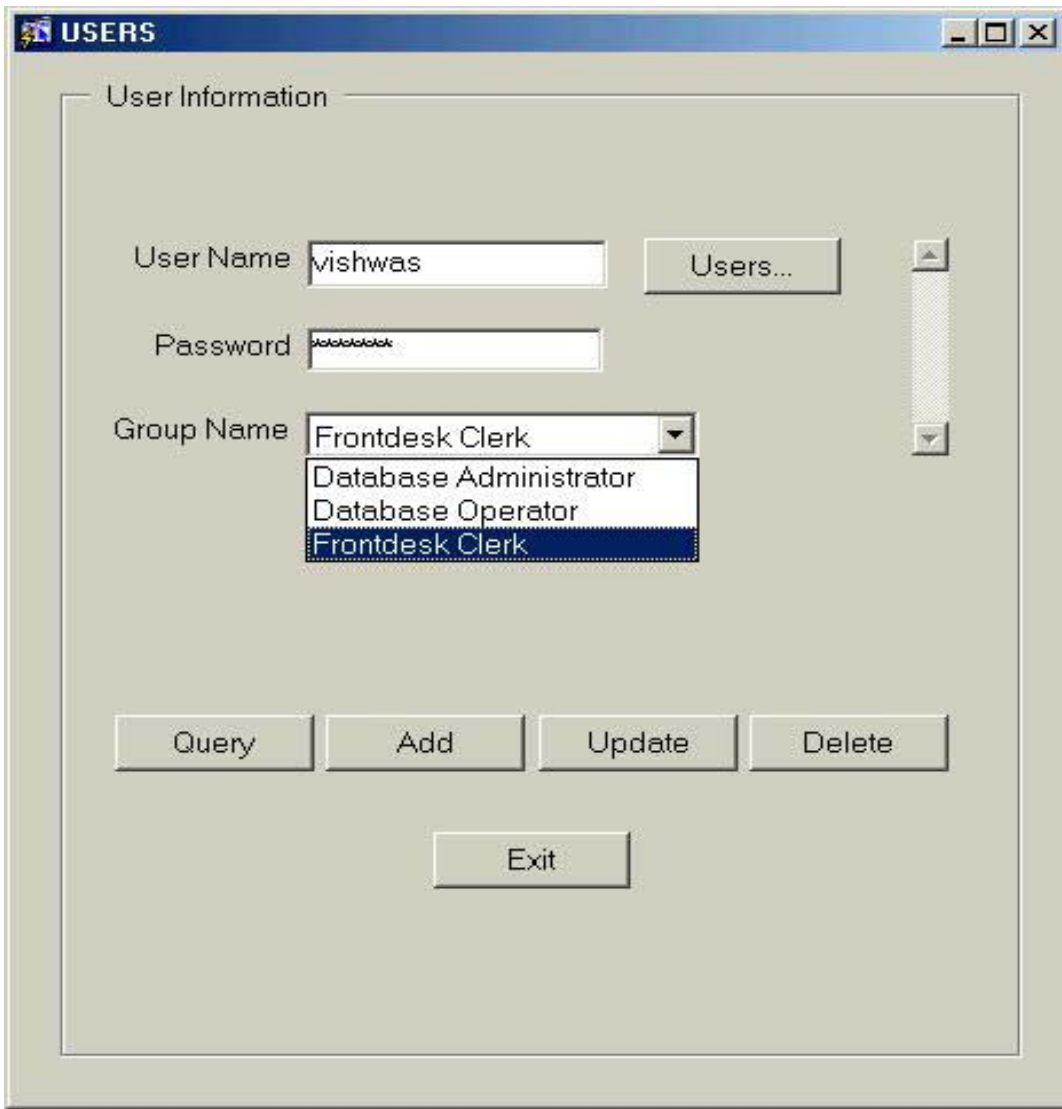 USERS
User Information
User Name vishwas Users...
Password ********
Group Name Frontdesk Clerk
Database Administrator
Database Operator
Frontdesk Clerk
Query Add Update Delete
Exit